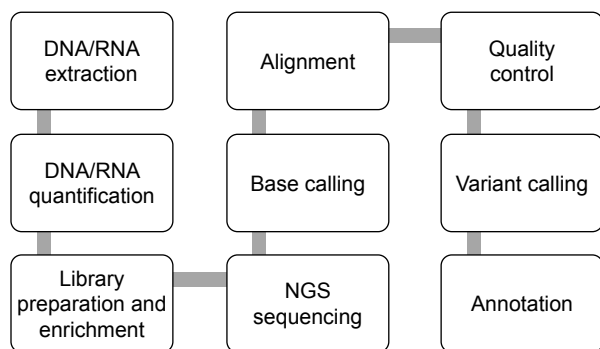 DNA/RNA
extraction
DNA/RNA
quantification
Library
preparation and
enrichment
NGS
sequencing
Base calling
Alignment
Quality
control
Variant calling
Annotation